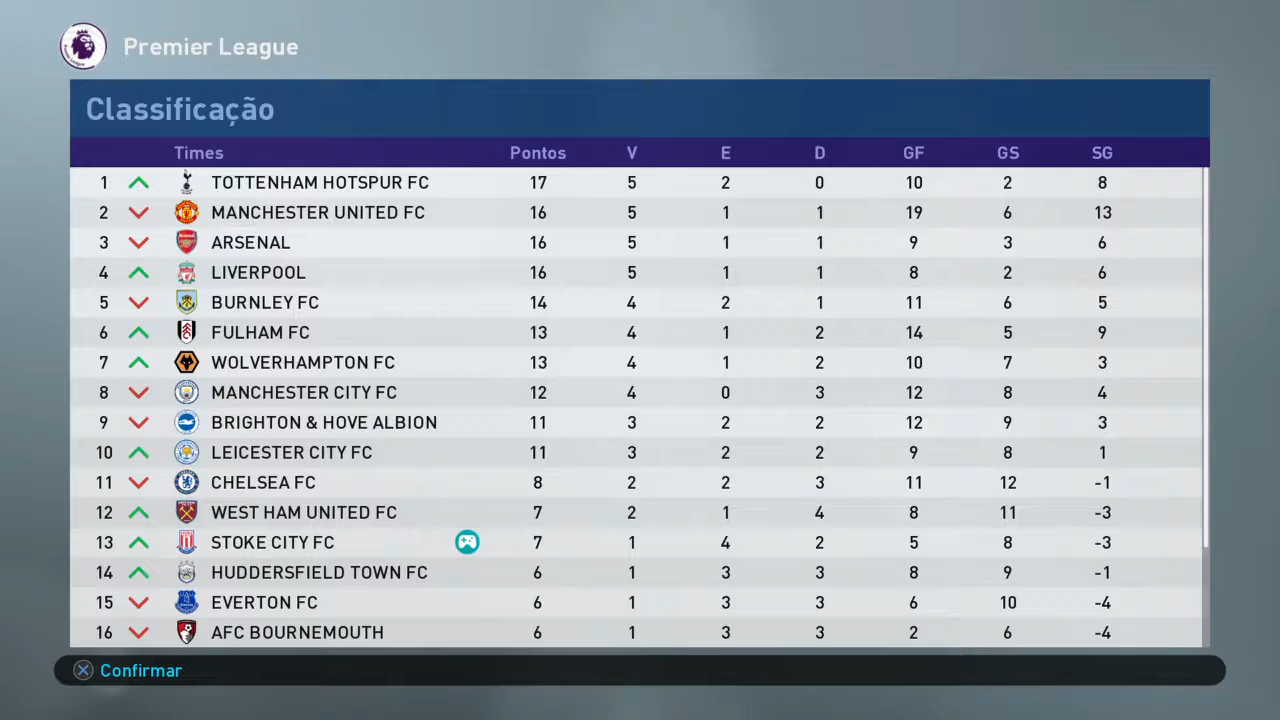 Premier League
Classificação
Times Pontos V E D GF GS SG
1 TOTTENHAM HOTSPUR FC 17 5 2 0 10 2 8
2 MANCHESTER UNITED FC 16 5 1 1 19 6 13
3 ARSENAL 16 5 1 1 9 3 6
4 LIVERPOOL 16 5 1 1 8 2 6
5 BURNLEY FC 14 4 2 1 11 6 5
6 FULHAM FC 13 4 1 2 14 5 9
7 WOLVERHAMPTON FC 13 4 1 2 10 7 3
8 MANCHESTER CITY FC 12 4 0 3 12 8 4
9 BRIGHTON & HOVE ALBION 11 3 2 2 12 9 3
10 LEICESTER CITY FC 11 3 2 2 9 8 1
11 CHELSEA FC 8 2 2 3 11 12 -1
12 WEST HAM UNITED FC 7 2 1 4 8 11 -3
13 STOKE CITY FC 7 1 4 2 5 8 -3
14 HUDDERSFIELD TOWN FC 6 1 3 3 8 9 -1
15 EVERTON FC 6 1 3 3 6 10 -4
16 AFC BOURNEMOUTH 6 1 3 3 2 6 -4
Confirmar